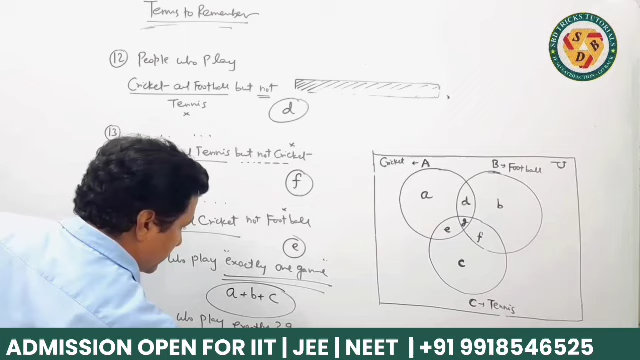 Terms to Remember
⑫ People who play
Cricket and Football but not
Tennis
x
d
⑬ ...
x
Tennis but not Cricket
f
x
Cricket not Football
e
who play "exactly one game"
a+b+c
who play exactly 2 g
Cricket ← A
B → Football
U
a
d
b
g
e
f
c
C → Tennis
SBD TRICKS TUTORIALS
SDB
ADMISSION OPEN FOR IIT | JEE | NEET | +91 9918546525